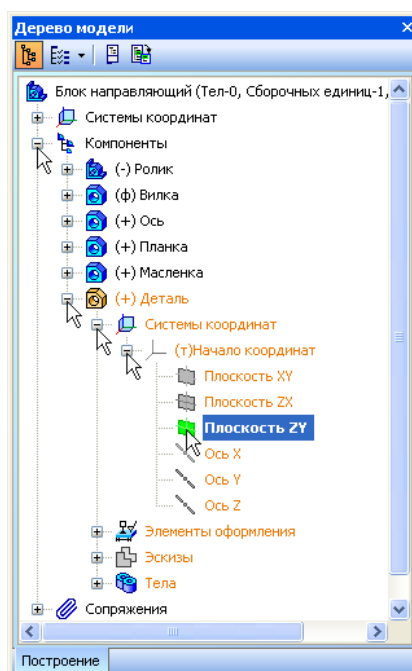 Дерево модели
Блок направляющий (Тел-0, Сборочных единиц-1,
Системы координат
Компоненты
(-) Ролик
(ф) Вилка
(+) Ось
(+) Планка
(+) Масленка
(+) Деталь
Системы координат
(т)Начало координат
Плоскость XY
Плоскость ZX
Плоскость ZY
Ось X
Ось Y
Ось Z
Элементы оформления
Эскизы
Тела
Сопряжения
Построение